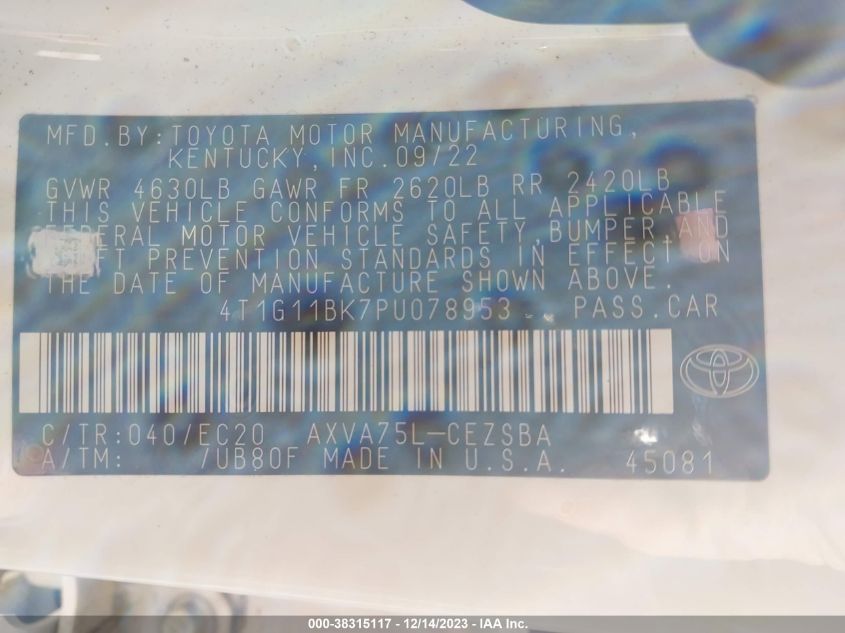 MFD.BY:TOYOTA MOTOR MANUFACTURING,
KENTUCKY,INC.09/22
GVWR 4630LB GAWR FR 2620LB RR 2420LB
THIS VEHICLE CONFORMS TO ALL APPLICABLE
FEDERAL MOTOR VEHICLE SAFETY,BUMPER,AND
THEFT PREVENTION STANDARDS IN EFFECT ON
THE DATE OF MANUFACTURE SHOWN ABOVE.
4T1G11BK7PU078953 PASS.CAR
C/TR:040/EC20 AXVA75L-CEZSBA
A/TM: /UB80F MADE IN U.S.A. 45081
000-38315117 - 12/14/2023 - IAA Inc.